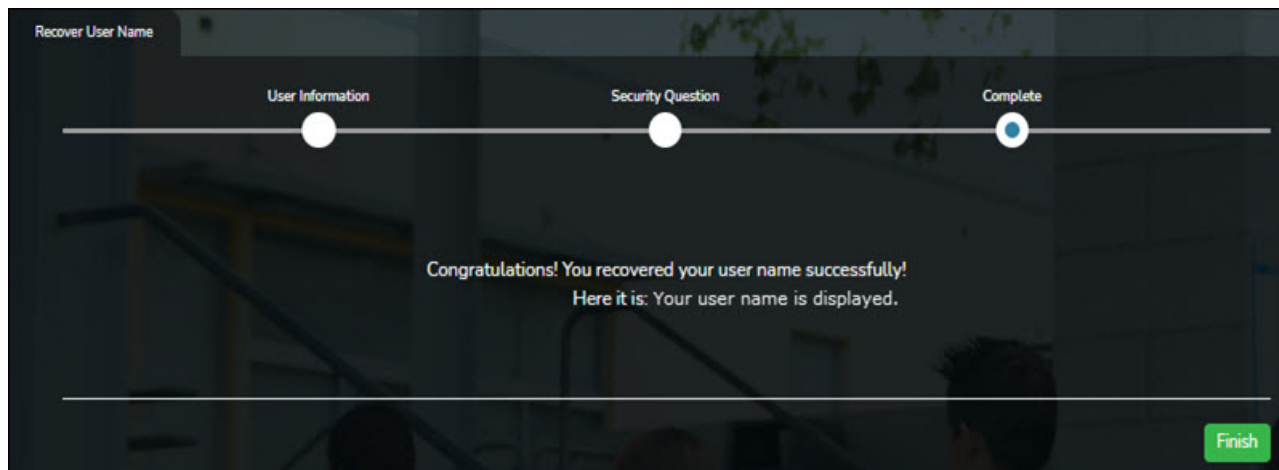 Recover User Name
User Information
Security Question
Complete
Congratulations! You recovered your user name successfully!
Here it is: Your user name is displayed.
Finish